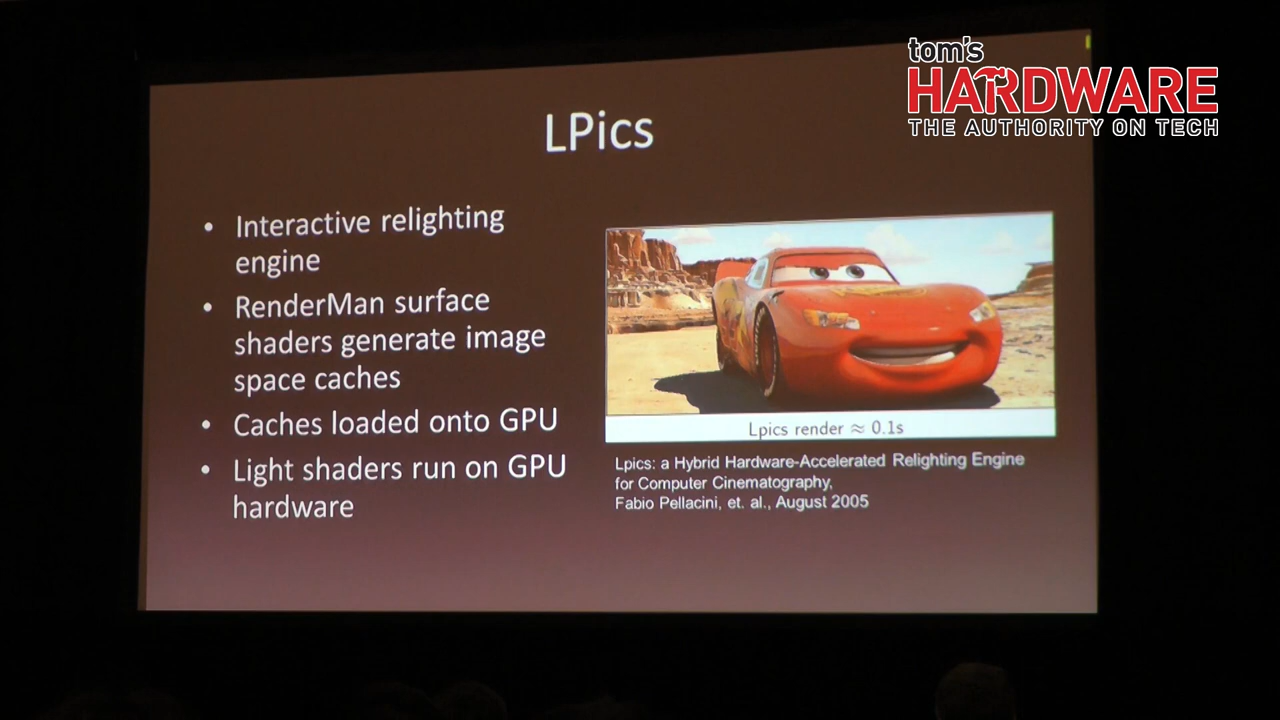 tom's
HARDWARE
THE AUTHORITY ON TECH
LPics
• Interactive relighting
engine
• RenderMan surface
shaders generate image
space caches
• Caches loaded onto GPU
• Light shaders run on GPU
hardware
Lpics render ≈ 0.1s
Lpics: a Hybrid Hardware-Accelerated Relighting Engine
for Computer Cinematography,
Fabio Pellacini, et. al., August 2005